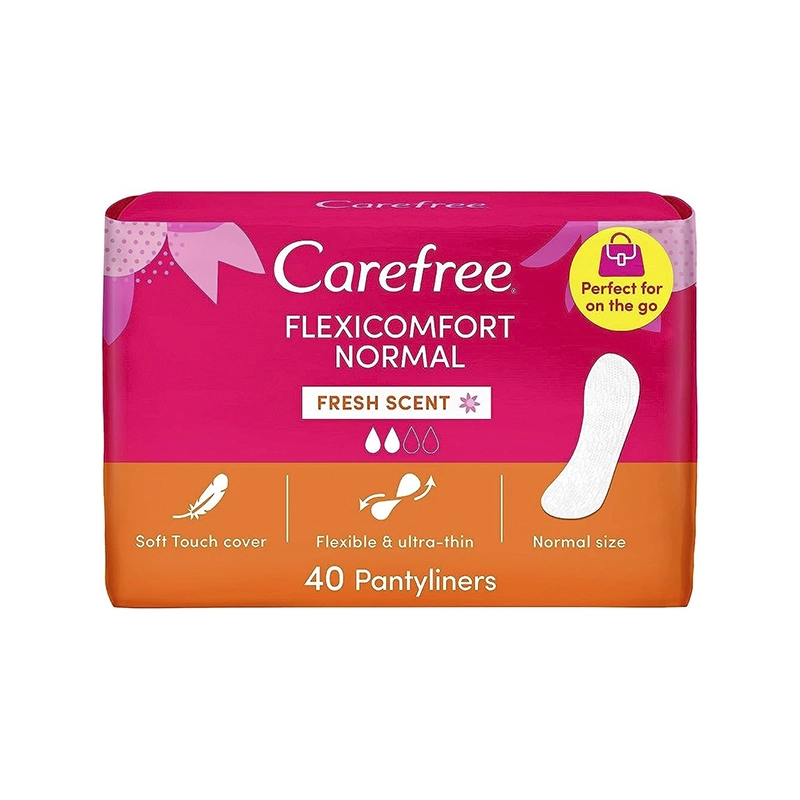 Carefree
Carefree
Perfect for
on the go
FLEXICOMFORT
NORMAL
FRESH SCENT
Soft Touch cover
Flexible & ultra-thin
Normal size
40 Pantyliners